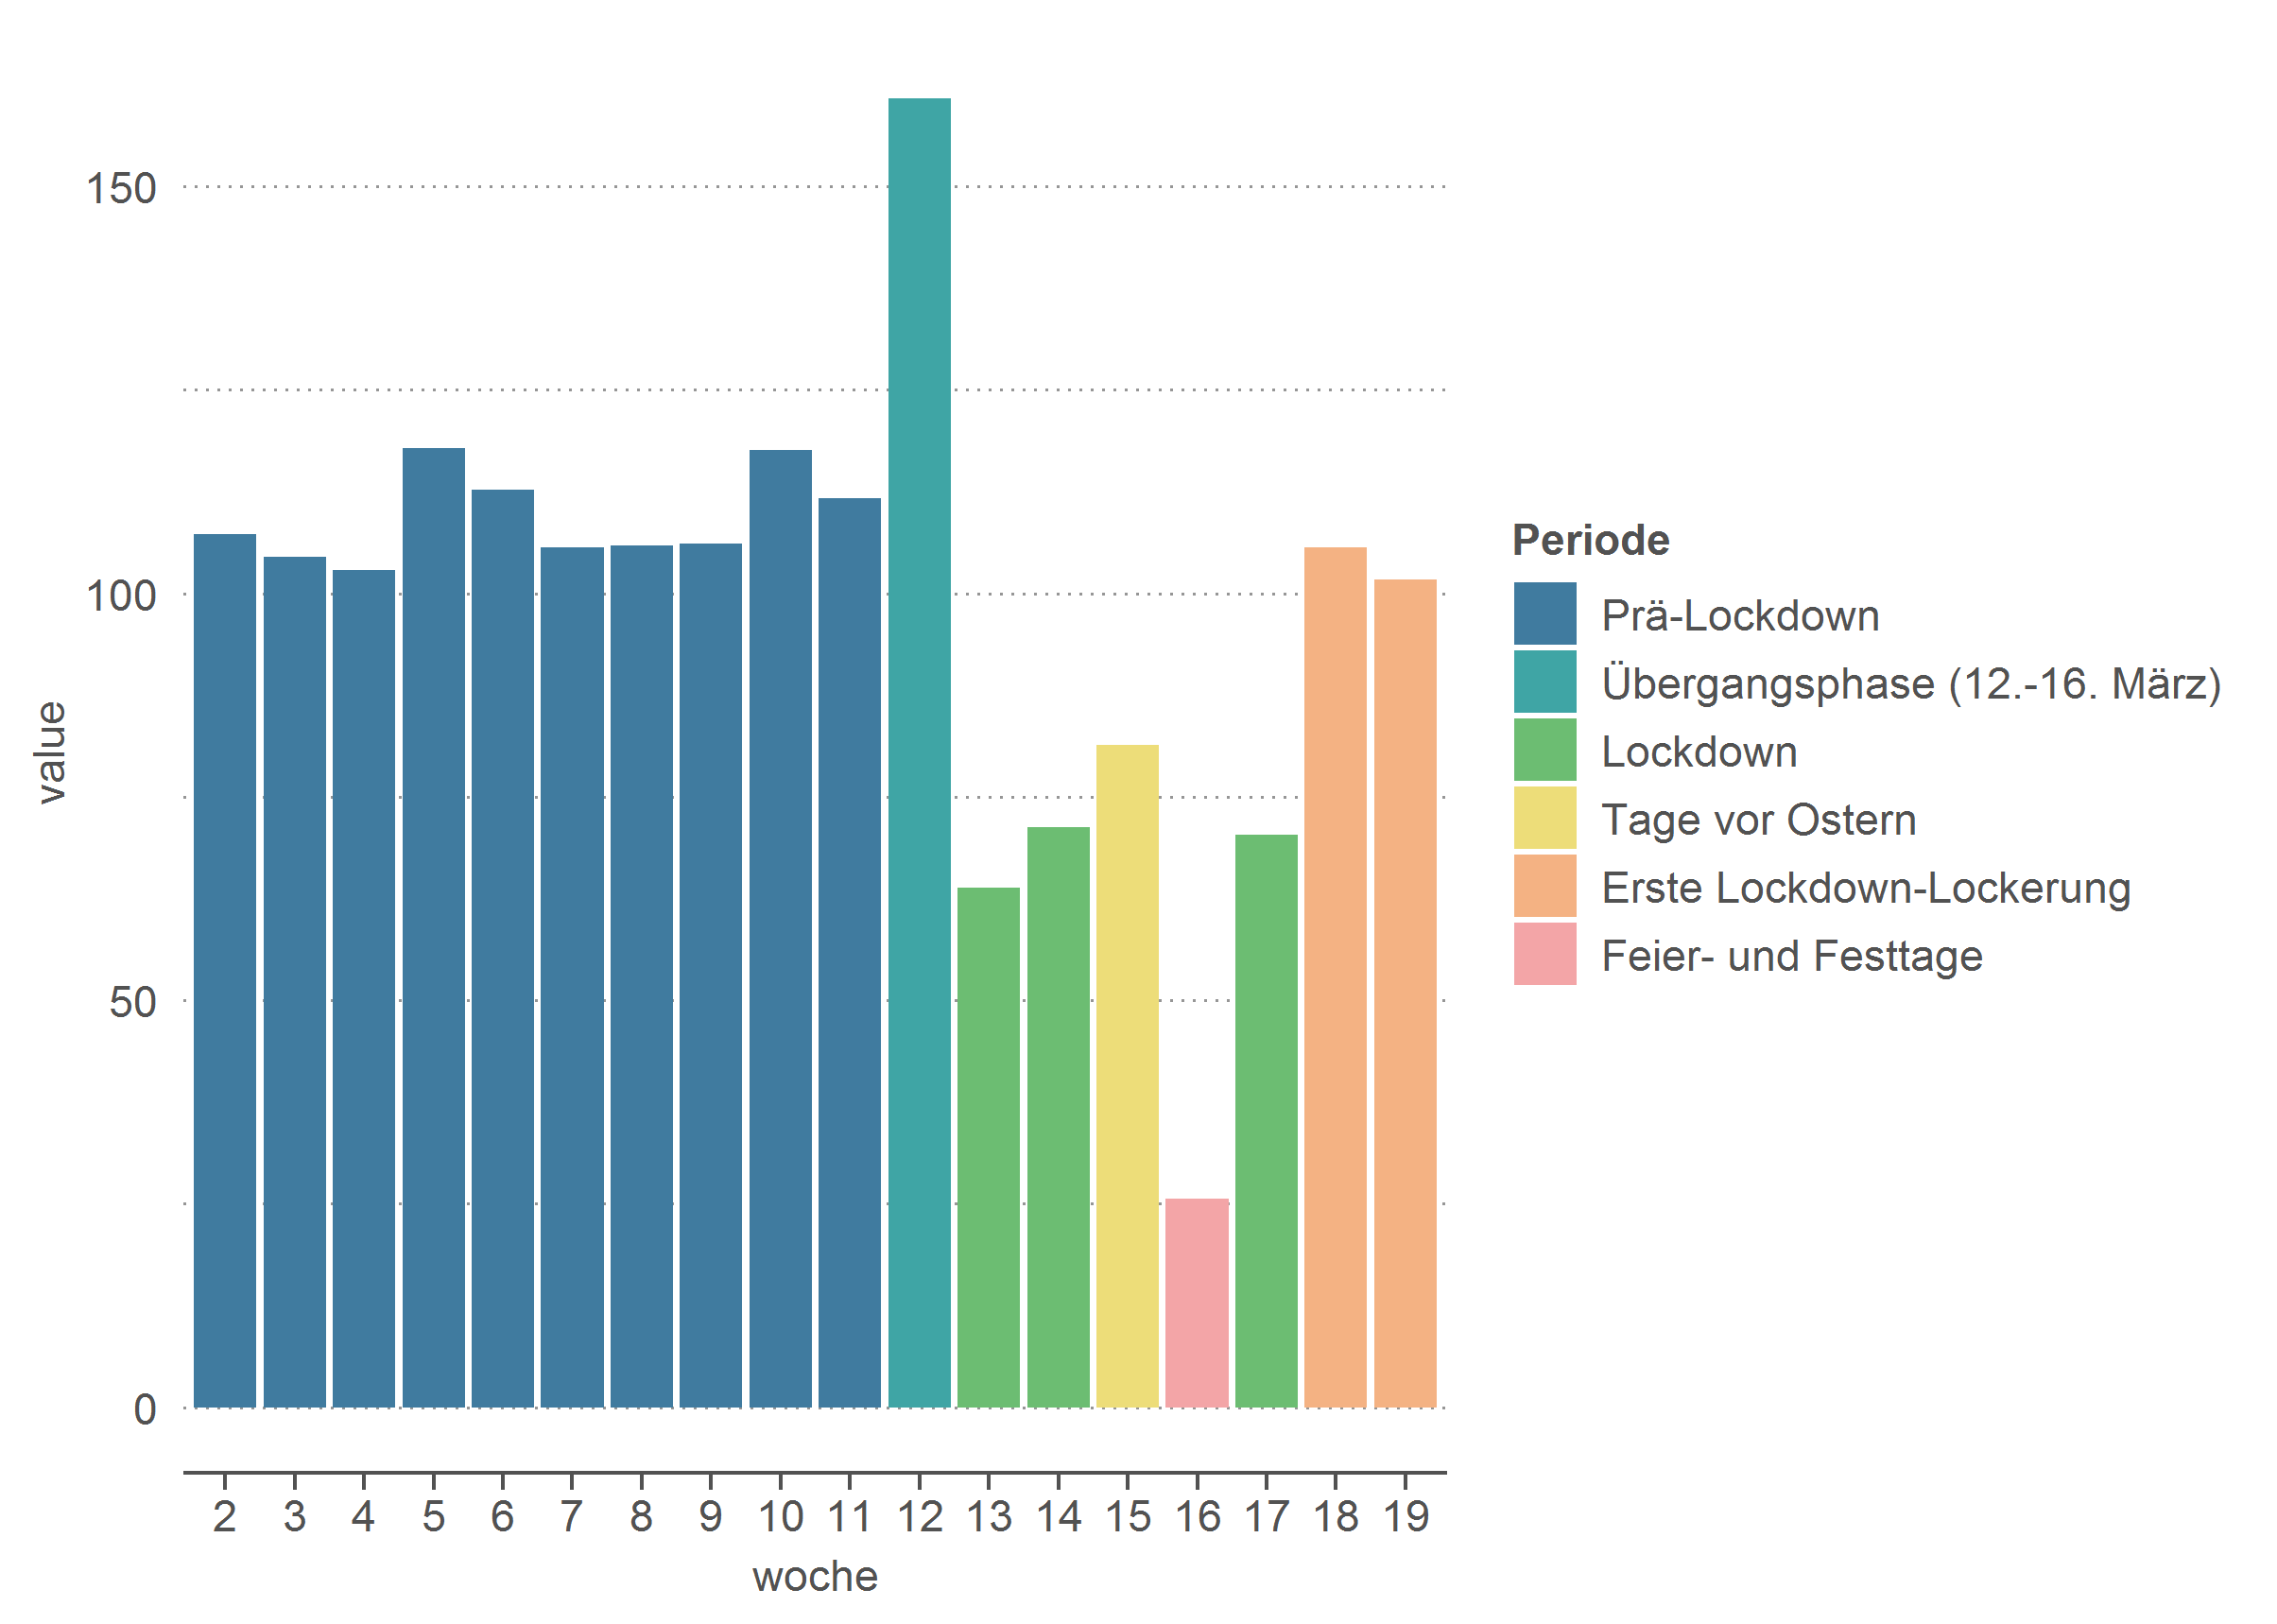 150
100
50
0
value
2 3 4 5 6 7 8 9 10 11 12 13 14 15 16 17 18 19
woche
Periode
Prä-Lockdown
Übergangsphase (12.-16. März)
Lockdown
Tage vor Ostern
Erste Lockdown-Lockerung
Feier- und Festtage